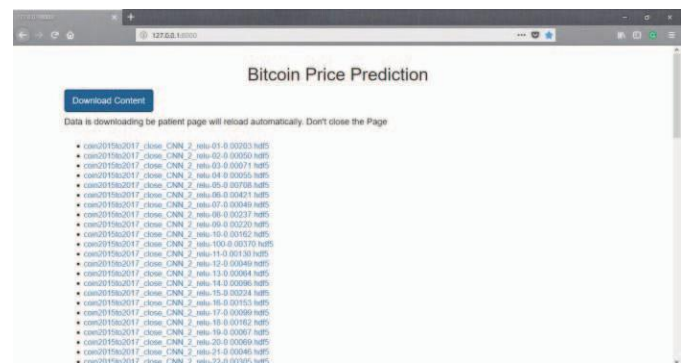 127.0.0.1:8000
Bitcoin Price Prediction
Download Content
Data is downloading be patient page will reload automatically. Don't close the Page
coin2015to2017_close_CNN_2_relu-01-0.00203.hdf5
coin2015to2017_close_CNN_2_relu-02-0.00050.hdf5
coin2015to2017_close_CNN_2_relu-03-0.00071.hdf5
coin2015to2017_close_CNN_2_relu-04-0.00055.hdf5
coin2015to2017_close_CNN_2_relu-05-0.00708.hdf5
coin2015to2017_close_CNN_2_relu-06-0.00421.hdf5
coin2015to2017_close_CNN_2_relu-07-0.00049.hdf5
coin2015to2017_close_CNN_2_relu-08-0.00237.hdf5
coin2015to2017_close_CNN_2_relu-09-0.00220.hdf5
coin2015to2017_close_CNN_2_relu-10-0.00162.hdf5
coin2015to2017_close_CNN_2_relu-100-0.00370.hdf5
coin2015to2017_close_CNN_2_relu-11-0.00130.hdf5
coin2015to2017_close_CNN_2_relu-12-0.00049.hdf5
coin2015to2017_close_CNN_2_relu-13-0.00064.hdf5
coin2015to2017_close_CNN_2_relu-14-0.00096.hdf5
coin2015to2017_close_CNN_2_relu-15-0.00224.hdf5
coin2015to2017_close_CNN_2_relu-16-0.00153.hdf5
coin2015to2017_close_CNN_2_relu-17-0.00099.hdf5
coin2015to2017_close_CNN_2_relu-18-0.00162.hdf5
coin2015to2017_close_CNN_2_relu-19-0.00067.hdf5
coin2015to2017_close_CNN_2_relu-20-0.00069.hdf5
coin2015to2017_close_CNN_2_relu-21-0.00046.hdf5